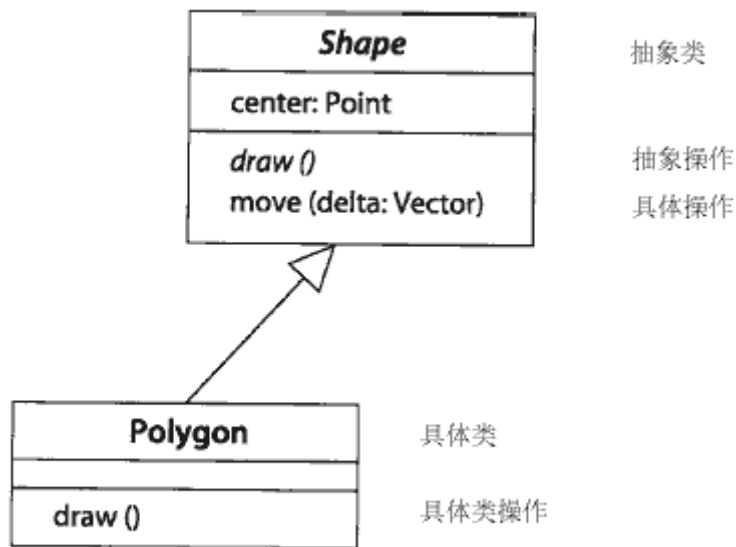 Shape
抽象类
center: Point
draw ()
抽象操作
move (delta: Vector)
具体操作
Polygon
具体类
draw ()
具体类操作